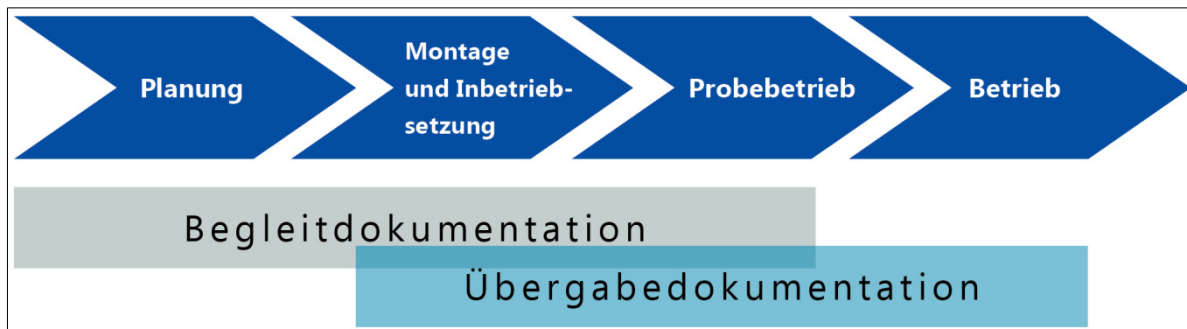 Planung
Montage
und Inbetrieb-
setzung
Probebetrieb
Betrieb
Begleitdokumentation
Übergabedokumentation